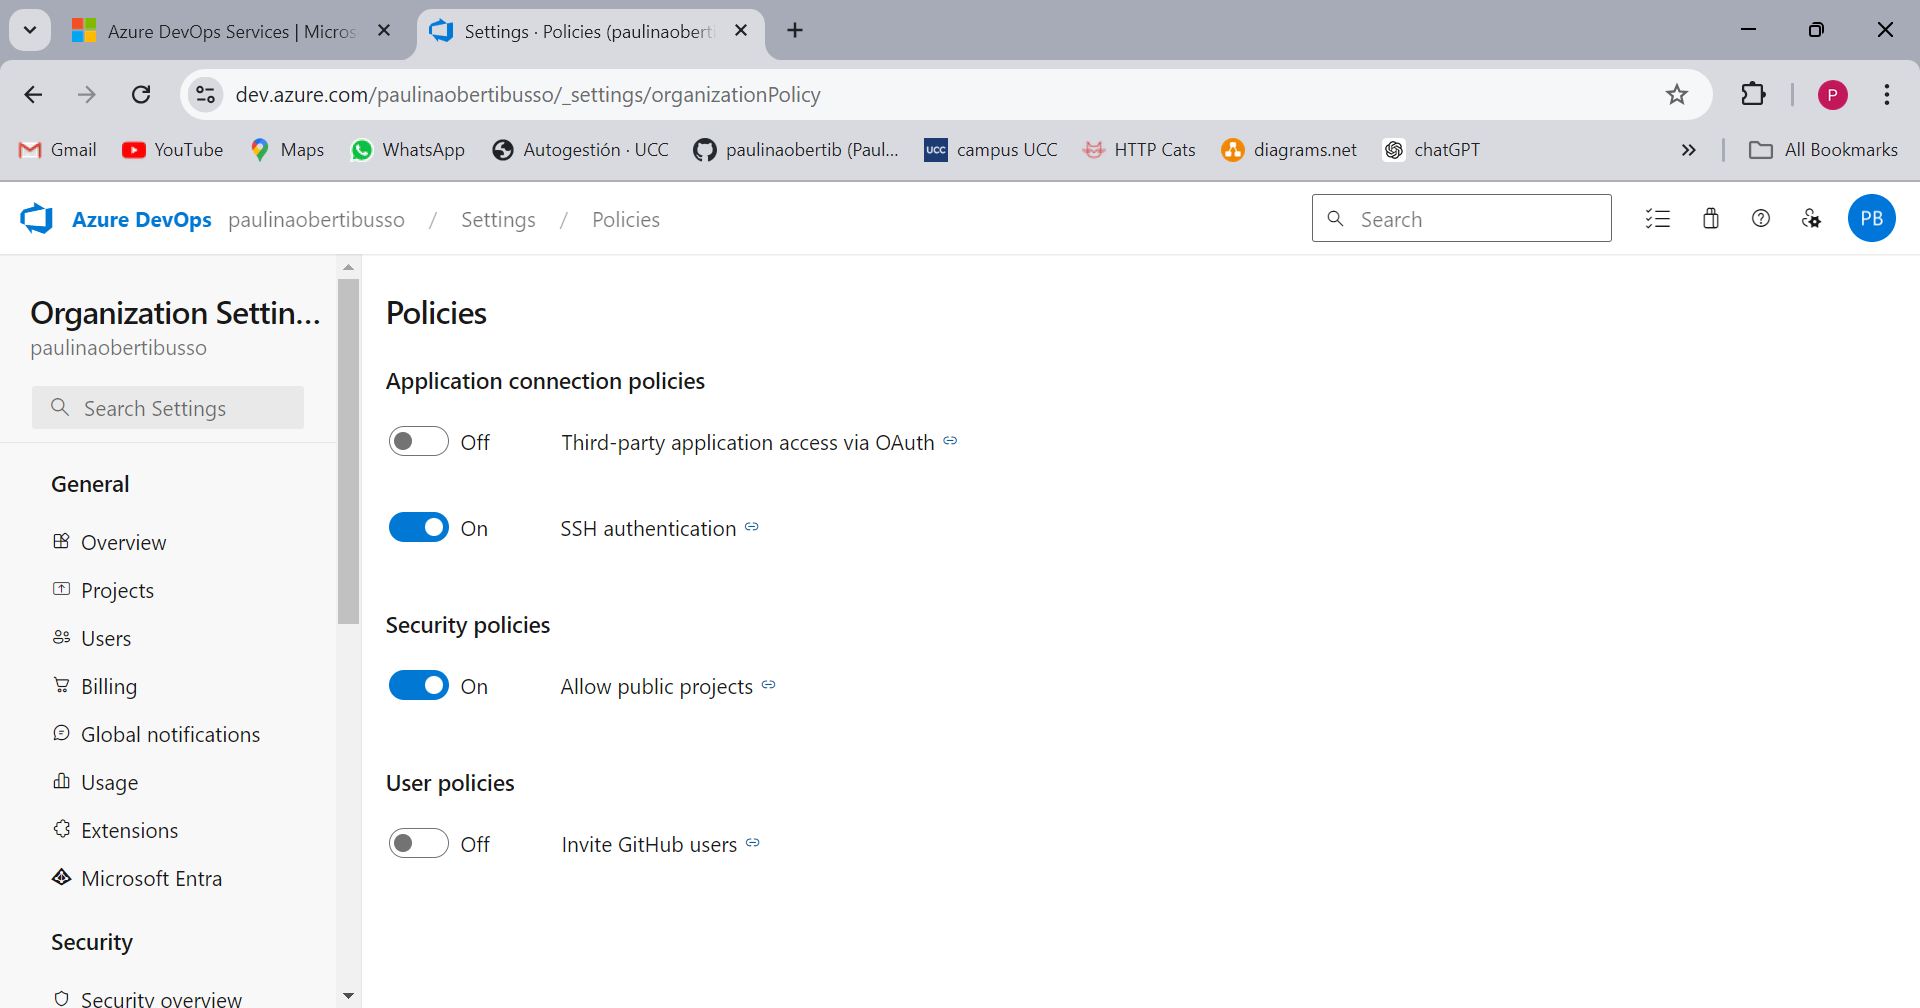 Azure DevOps Services | Micros
Settings · Policies (paulinaoberti
dev.azure.com/paulinaobertibusso/_settings/organizationPolicy
P
Gmail
YouTube
Maps
WhatsApp
Autogestión · UCC
paulinaobertib (Paul...
UCC
campus UCC
HTTP Cats
diagrams.net
chatGPT
All Bookmarks
Azure DevOps
paulinaobertibusso / Settings / Policies
Search
PB
Organization Settin...
paulinaobertibusso
Search Settings
General
Overview
Projects
Users
Billing
Global notifications
Usage
Extensions
Microsoft Entra
Security
Security overview
Policies
Application connection policies
Off Third-party application access via OAuth
On SSH authentication
Security policies
On Allow public projects
User policies
Off Invite GitHub users